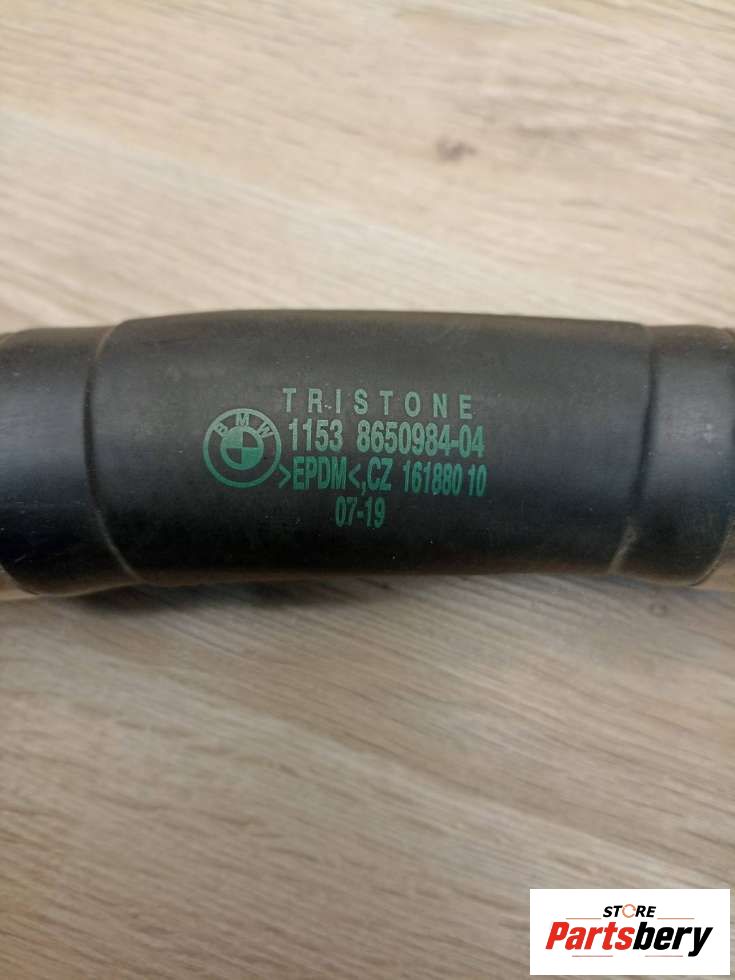 TRISTONE
BMW
1153 8650984-04
>EPDM<,CZ 161880 10
07-19
STORE
Partsbery